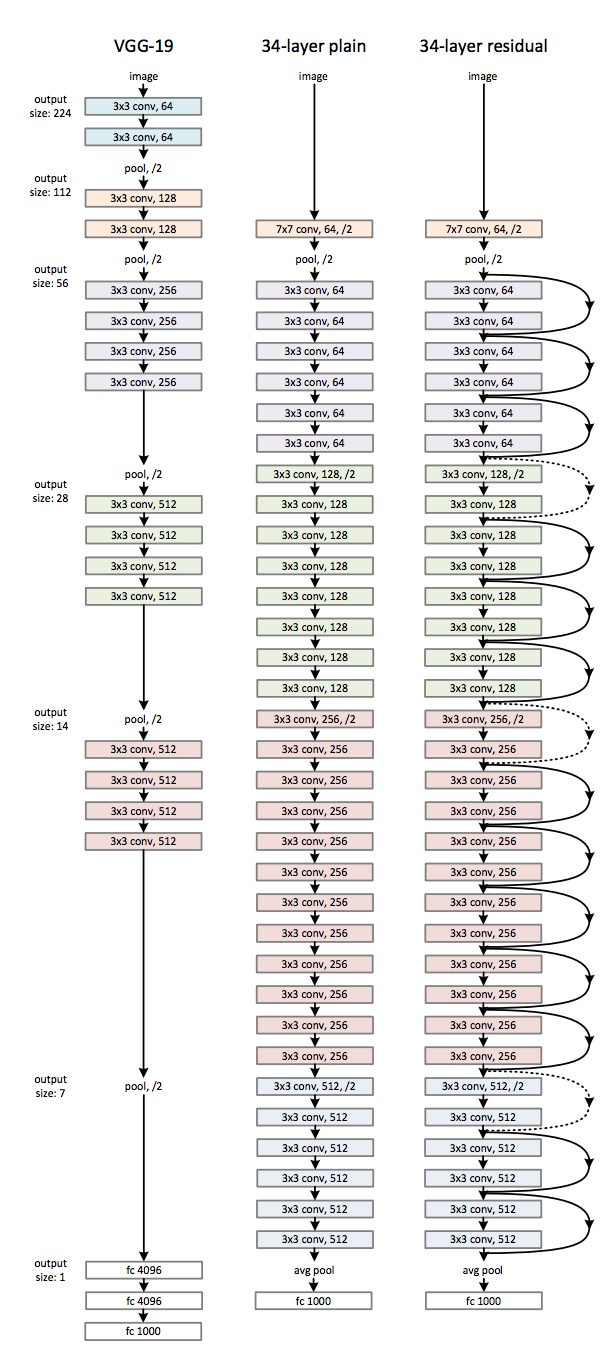 VGG-19
image
output
size: 224
3x3 conv, 64
3x3 conv, 64
pool, /2
output
size: 112
3x3 conv, 128
3x3 conv, 128
pool, /2
output
size: 56
3x3 conv, 256
3x3 conv, 256
3x3 conv, 256
3x3 conv, 256
pool, /2
output
size: 28
3x3 conv, 512
3x3 conv, 512
3x3 conv, 512
3x3 conv, 512
pool, /2
output
size: 14
3x3 conv, 512
3x3 conv, 512
3x3 conv, 512
3x3 conv, 512
output
size: 7
pool, /2
output
size: 1
fc 4096
fc 4096
fc 1000
34-layer plain
image
7x7 conv, 64, /2
pool, /2
3x3 conv, 64
3x3 conv, 64
3x3 conv, 64
3x3 conv, 64
3x3 conv, 64
3x3 conv, 64
3x3 conv, 128, /2
3x3 conv, 128
3x3 conv, 128
3x3 conv, 128
3x3 conv, 128
3x3 conv, 128
3x3 conv, 128
3x3 conv, 128
3x3 conv, 256, /2
3x3 conv, 256
3x3 conv, 256
3x3 conv, 256
3x3 conv, 256
3x3 conv, 256
3x3 conv, 256
3x3 conv, 256
3x3 conv, 256
3x3 conv, 256
3x3 conv, 256
3x3 conv, 256
3x3 conv, 512, /2
3x3 conv, 512
3x3 conv, 512
3x3 conv, 512
3x3 conv, 512
3x3 conv, 512
avg pool
fc 1000
34-layer residual
image
7x7 conv, 64, /2
pool, /2
3x3 conv, 64
3x3 conv, 64
3x3 conv, 64
3x3 conv, 64
3x3 conv, 64
3x3 conv, 64
3x3 conv, 128, /2
3x3 conv, 128
3x3 conv, 128
3x3 conv, 128
3x3 conv, 128
3x3 conv, 128
3x3 conv, 128
3x3 conv, 128
3x3 conv, 256, /2
3x3 conv, 256
3x3 conv, 256
3x3 conv, 256
3x3 conv, 256
3x3 conv, 256
3x3 conv, 256
3x3 conv, 256
3x3 conv, 256
3x3 conv, 256
3x3 conv, 256
3x3 conv, 256
3x3 conv, 512, /2
3x3 conv, 512
3x3 conv, 512
3x3 conv, 512
3x3 conv, 512
3x3 conv, 512
avg pool
fc 1000